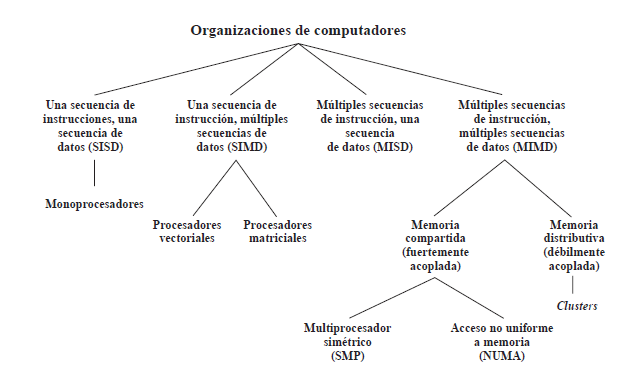 Organizaciones de computadores
Una secuencia de
instrucciones, una
secuencia de
datos (SISD)
Una secuencia de
instrucción, múltiples
secuencias de
datos (SIMD)
Múltiples secuencias
de instrucción, una
secuencia
de datos (MISD)
Múltiples secuencias
de instrucción,
múltiples secuencias
de datos (MIMD)
Monoprocesadores
Procesadores
vectoriales
Procesadores
matriciales
Memoria
compartida
(fuertemente
acoplada)
Memoria
distributiva
(débilmente
acoplada)
Clusters
Multiprocesador
simétrico
(SMP)
Acceso no uniforme
a memoria
(NUMA)